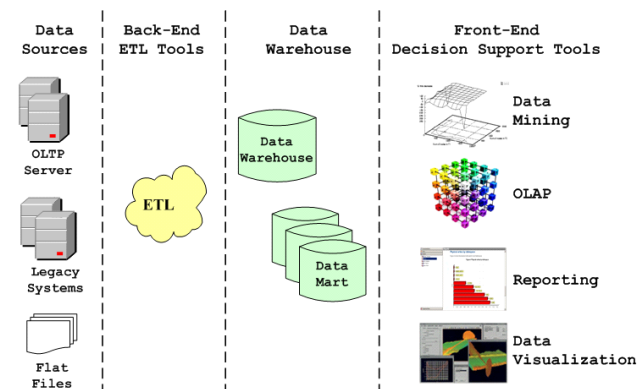 Data
Sources
Back-End
ETL Tools
Data
Warehouse
Front-End
Decision Support Tools
OLTP
Server
Legacy
Systems
Flat
Files
ETL
Data
Warehouse
Data
Mart
Data
Mining
OLAP
Reporting
Data
Visualization